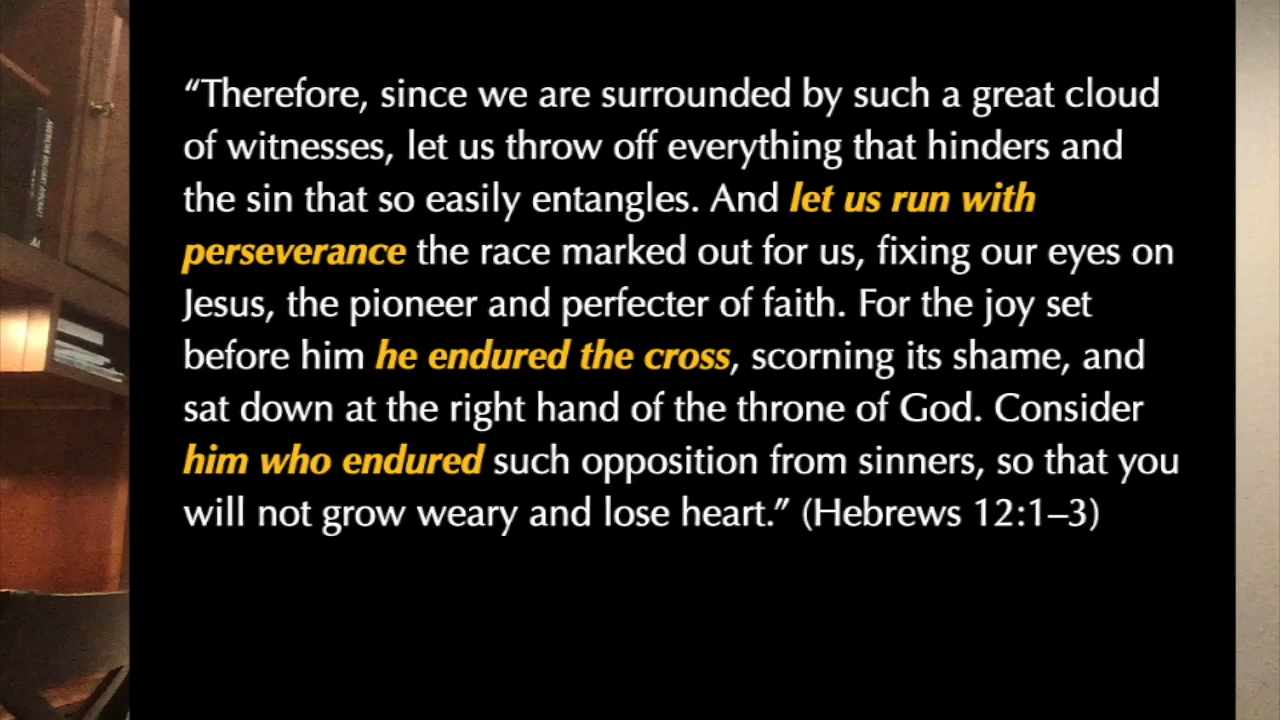 “Therefore, since we are surrounded by such a great cloud
of witnesses, let us throw off everything that hinders and
the sin that so easily entangles. And let us run with
perseverance the race marked out for us, fixing our eyes on
Jesus, the pioneer and perfecter of faith. For the joy set
before him he endured the cross, scorning its shame, and
sat down at the right hand of the throne of God. Consider
him who endured such opposition from sinners, so that you
will not grow weary and lose heart.” (Hebrews 12:1–3)